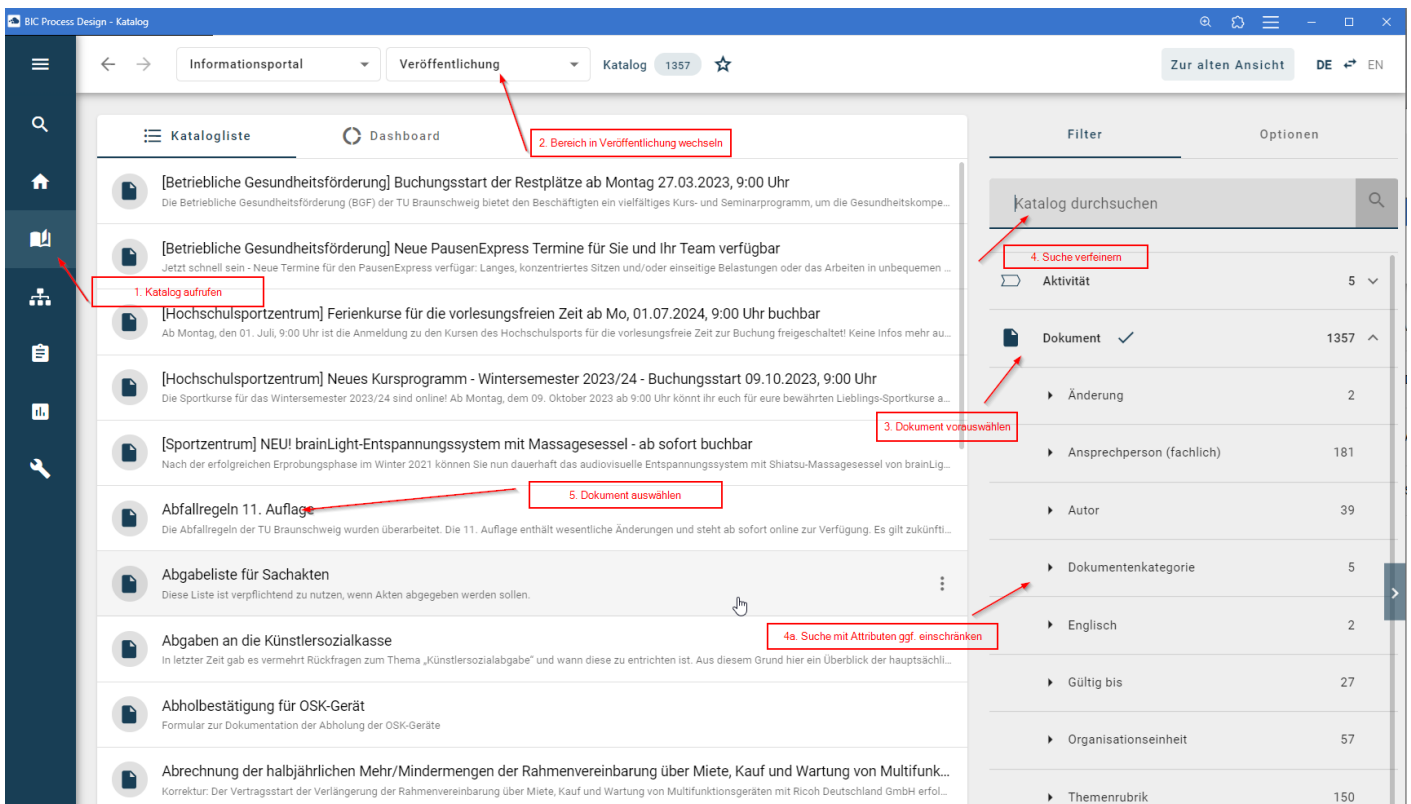 BIC Process Design - Katalog
Informationsportal
Veröffentlichung
Katalog 1357
Zur alten Ansicht
DE EN
Katalogliste
Dashboard
2. Bereich in Veröffentlichung wechseln
Filter
Optionen
[Betriebliche Gesundheitsförderung] Buchungsstart der Restplätze ab Montag 27.03.2023, 9:00 Uhr
Die Betriebliche Gesundheitsförderung (BGF) der TU Braunschweig bietet den Beschäftigten ein vielfältiges Kurs- und Seminarprogramm, um die Gesundheitskompe...
Katalog durchsuchen
[Betriebliche Gesundheitsförderung] Neue PausenExpress Termine für Sie und Ihr Team verfügbar
Jetzt schnell sein - Neue Termine für den PausenExpress verfügar: Langes, konzentriertes Sitzen und/oder einseitige Belastungen oder das Arbeiten in unbequemen ...
4. Suche verfeinern
Aktivität 5
1. Katalog aufrufen
[Hochschulsportzentrum] Ferienkurse für die vorlesungsfreien Zeit ab Mo, 01.07.2024, 9:00 Uhr buchbar
Ab Montag, den 01. Juli, 9:00 Uhr ist die Anmeldung zu den Kursen des Hochschulsports für die vorlesungsfreie Zeit zur Buchung freigeschaltet! Keine Infos mehr au...
Dokument 1357
[Hochschulsportzentrum] Neues Kursprogramm - Wintersemester 2023/24 - Buchungsstart 09.10.2023, 9:00 Uhr
Die Sportkurse für das Wintersemester 2023/24 sind online! Ab Montag, dem 09. Oktober 2023 ab 9:00 Uhr könnt ihr euch für eure bewährten Lieblings-Sportkurse a...
Änderung 2
3. Dokument vorauswählen
[Sportzentrum] NEU! brainLight-Entspannungssystem mit Massagesessel - ab sofort buchbar
Nach der erfolgreichen Erprobungsphase im Winter 2021 können Sie nun dauerhaft das audiovisuelle Entspannungssystem mit Shiatsu-Massagesessel von brainLig...
Ansprechperson (fachlich) 181
5. Dokument auswählen
Abfallregeln 11. Auflage
Die Abfallregeln der TU Braunschweig wurden überarbeitet. Die 11. Auflage enthält wesentliche Änderungen und steht ab sofort online zur Verfügung. Es gilt zukünfti...
Autor 39
Abgabeliste für Sachakten
Diese Liste ist verpflichtend zu nutzen, wenn Akten abgegeben werden sollen.
Dokumentenkategorie 5
4a. Suche mit Attributen ggf. einschränken
Abgaben an die Künstlersozialkasse
In letzter Zeit gab es vermehrt Rückfragen zum Thema „Künstlersozialabgabe“ und wann diese zu entrichten ist. Aus diesem Grund hier ein Überblick der hauptsächli...
Englisch 2
Gültig bis 27
Abholbestätigung für OSK-Gerät
Formular zur Dokumentation der Abholung der OSK-Geräte
Organisationseinheit 57
Abrechnung der halbjährlichen Mehr/Mindermengen der Rahmenvereinbarung über Miete, Kauf und Wartung von Multifunk...
Korrektur: Der Vertragsstart der Verlängerung der Rahmenvereinbarung über Miete, Kauf und Wartung von Multifunktionsgeräten mit Ricoh Deutschland GmbH erfol...
Themenrubrik 150